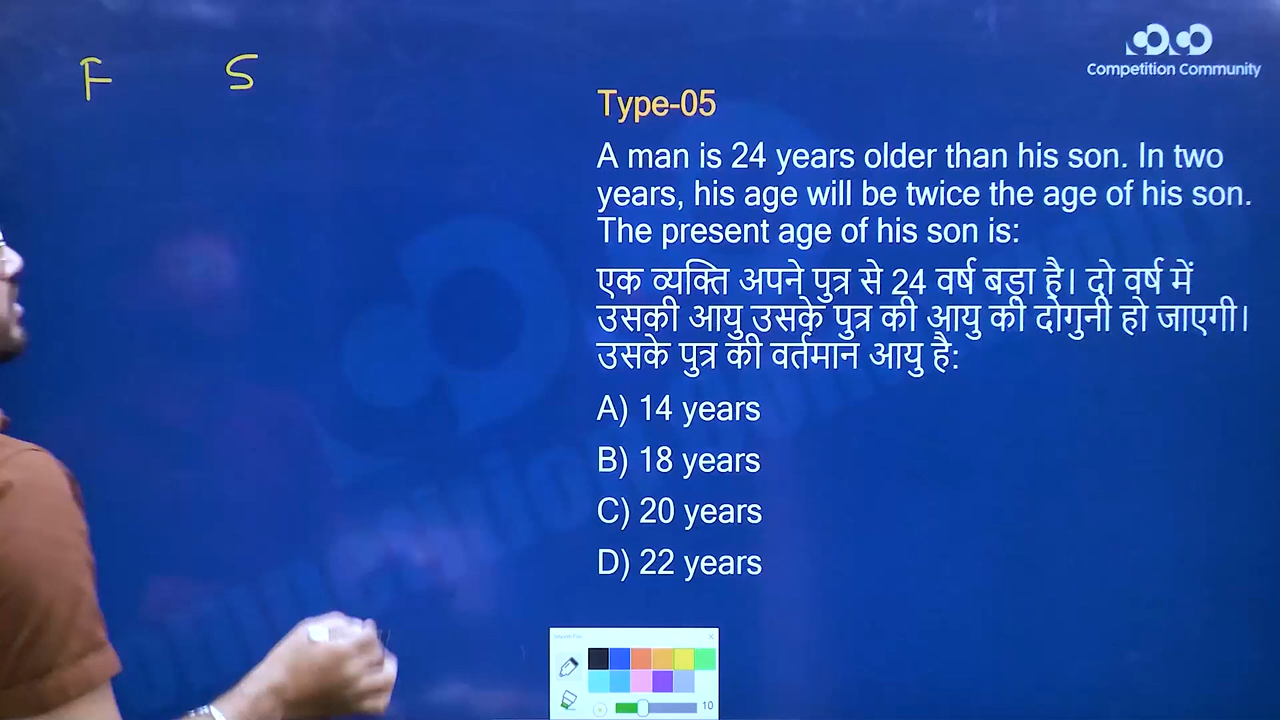 F S
Competition Community
Type-05
A man is 24 years older than his son. In two
years, his age will be twice the age of his son.
The present age of his son is:
एक व्यक्ति अपने पुत्र से 24 वर्ष बड़ा है। दो वर्ष में
उसकी आयु उसके पुत्र की आयु की दोगुनी हो जाएगी।
उसके पुत्र की वर्तमान आयु है:
A) 14 years
B) 18 years
C) 20 years
D) 22 years
10